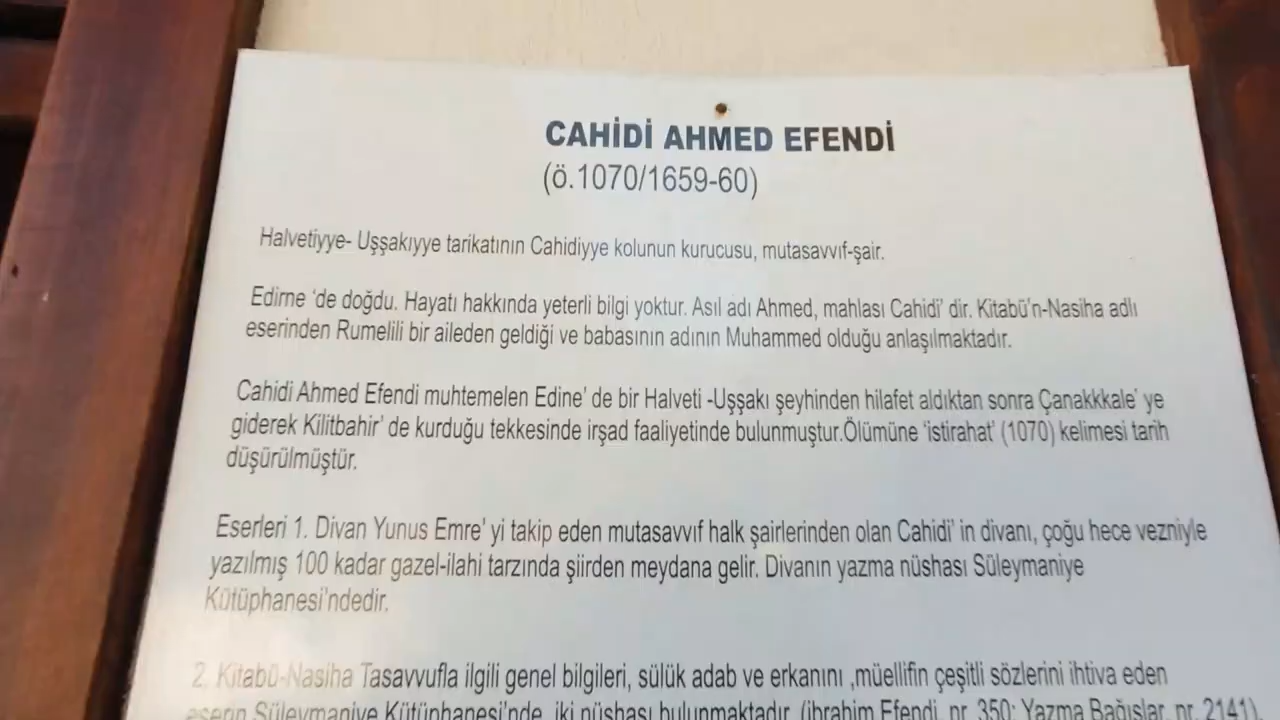 CAHİDİ AHMED EFENDİ
(ö.1070/1659-60)
Halvetiyye- Uşşakıyye tarikatının Cahidiyye kolunun kurucusu, mutasavvıf-şair.
Edirne ‘de doğdu. Hayatı hakkında yeterli bilgi yoktur. Asıl adı Ahmed, mahlası Cahidi’ dir. Kitabü’n-Nasiha adlı
eserinden Rumelili bir aileden geldiği ve babasının adının Muhammed olduğu anlaşılmaktadır.
Cahidi Ahmed Efendi muhtemelen Edine’ de bir Halveti -Uşşakı şeyhinden hilafet aldıktan sonra Çanakkkale’ ye
giderek Kilitbahir’ de kurduğu tekkesinde irşad faaliyetinde bulunmuştur.Ölümüne ‘istirahat’ (1070) kelimesi tarih
düşürülmüştür.
Eserleri 1. Divan Yunus Emre’ yi takip eden mutasavvıf halk şairlerinden olan Cahidi’ in divanı, çoğu hece vezniyle
yazılmış 100 kadar gazel-ilahi tarzında şiirden meydana gelir. Divanın yazma nüshası Süleymaniye
Kütüphanesi’ndedir.
2. Kitabü-Nasiha Tasavvufla ilgili genel bilgileri, sülük adab ve erkanını ,müellifin çeşitli sözlerini ihtiva eden
eserin Süleymaniye Kütüphanesi’nde iki nüshası bulunmaktadır. (ibrahim Efendi, nr. 350; Yazma Bağışlar, nr. 2141)